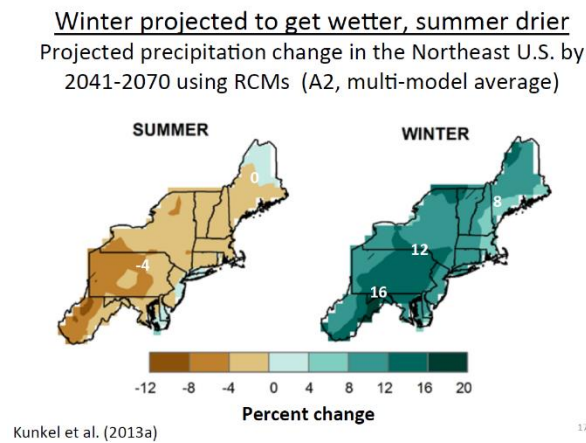 Winter projected to get wetter, summer drier
Projected precipitation change in the Northeast U.S. by
2041-2070 using RCMs (A2, multi-model average)
SUMMER
WINTER
0
-4
8
12
16
-12 -8 -4 0 4 8 12 16 20
Percent change
Kunkel et al. (2013a)
17